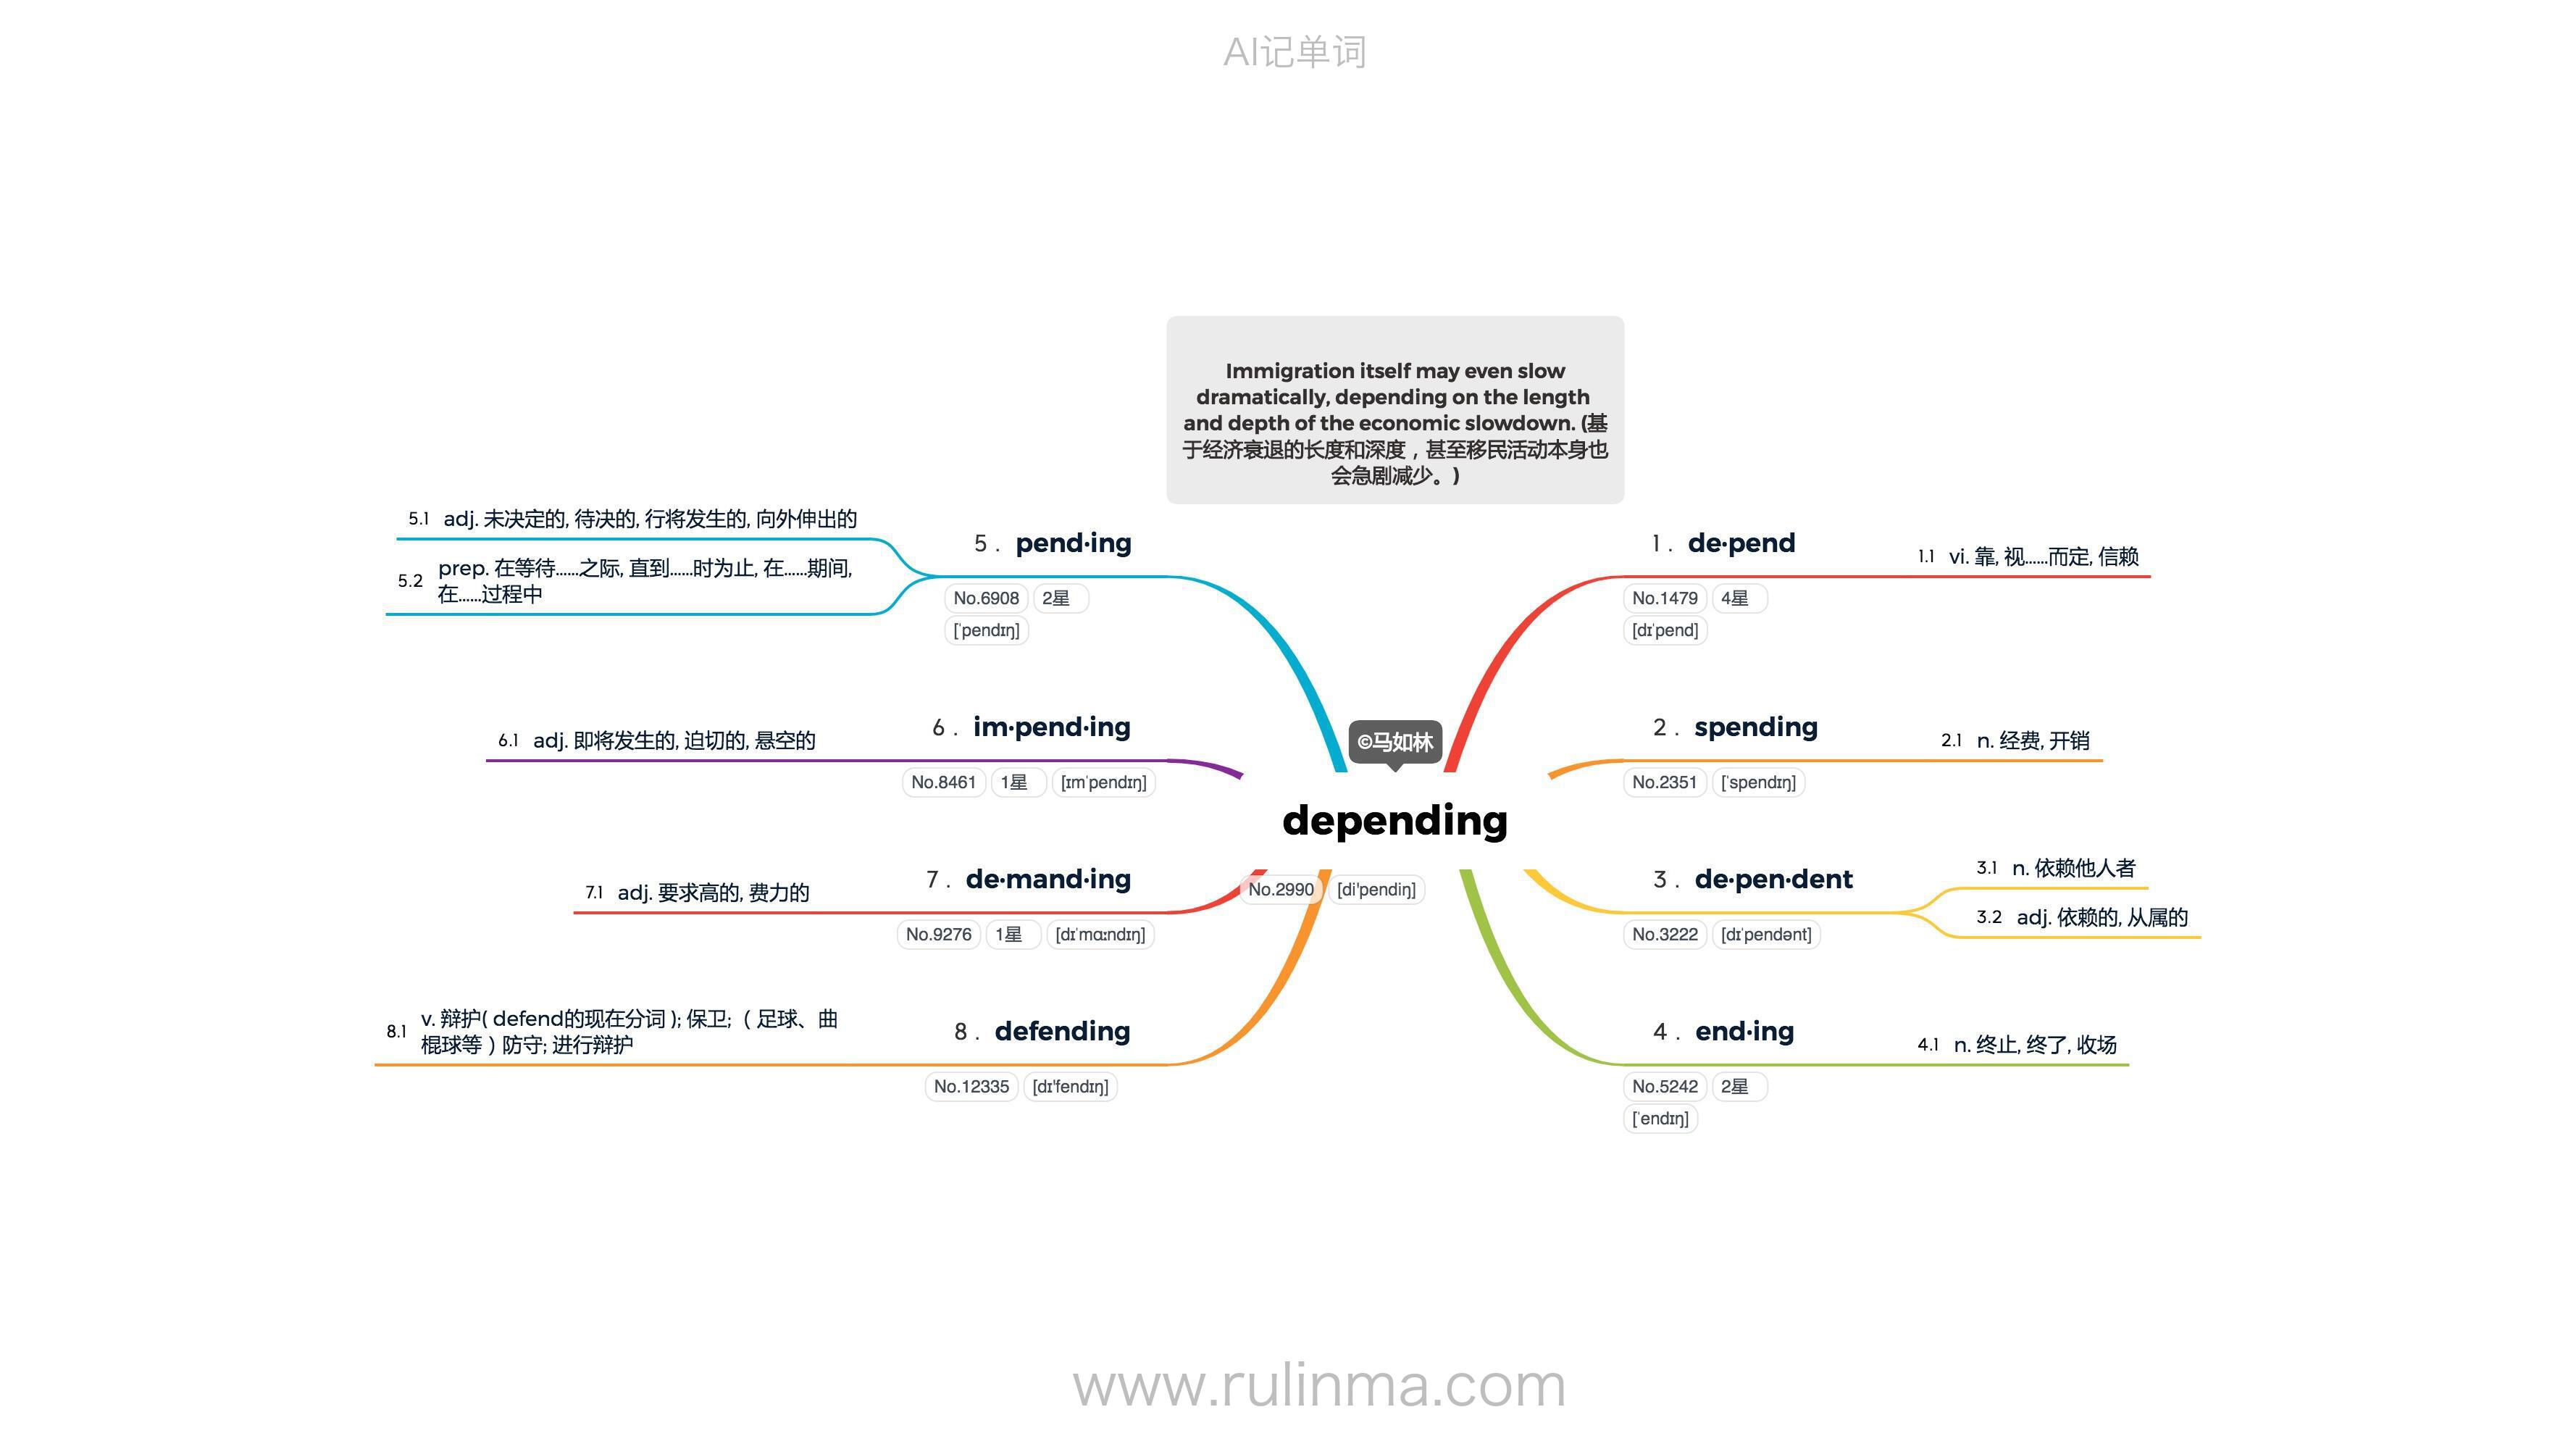 AI记单词
Immigration itself may even slow
dramatically, depending on the length
and depth of the economic slowdown. (基
于经济衰退的长度和深度，甚至移民活动本身也
会急剧减少。)
©马如林
depending
No.2990 [di'pendiŋ]
1. de·pend
No.1479 4星
[dɪˈpend]
1.1 vi. 靠, 视……而定, 信赖
2. spending
No.2351 [ˈspendɪŋ]
2.1 n. 经费, 开销
3. de·pen·dent
No.3222 [dɪˈpendənt]
3.1 n. 依赖他人者
3.2 adj. 依赖的, 从属的
4. end·ing
No.5242 2星
[ˈendɪŋ]
4.1 n. 终止, 终了, 收场
5. pend·ing
No.6908 2星
[ˈpendɪŋ]
5.1 adj. 未决定的, 待决的, 行将发生的, 向外伸出的
5.2 prep. 在等待……之际, 直到……时为止, 在……期间,
在……过程中
6. im·pend·ing
No.8461 1星 [ɪmˈpendɪŋ]
6.1 adj. 即将发生的, 迫切的, 悬空的
7. de·mand·ing
No.9276 1星 [dɪˈmɑːndɪŋ]
7.1 adj. 要求高的, 费力的
8. defending
No.12335 [dɪ'fendɪŋ]
8.1 v. 辩护( defend的现在分词 ); 保卫; （ 足球、曲
棍球等 ）防守; 进行辩护
www.rulinma.com